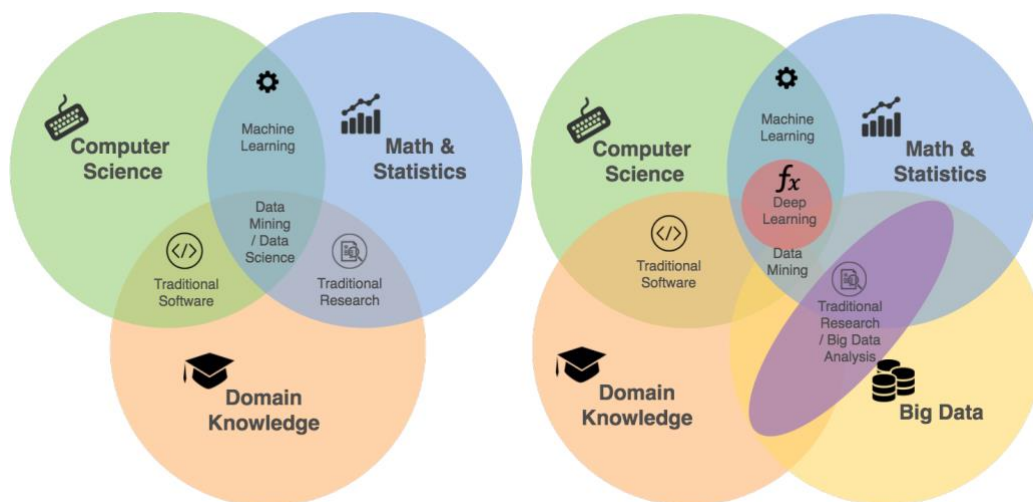 Machine
Learning
Computer
Science
Math &
Statistics
Data
Mining
/ Data
Science
</>
Traditional
Software
Traditional
Research
Domain
Knowledge
Machine
Learning
Computer
Science
Math &
Statistics
fx
Deep
Learning
</>
Traditional
Software
Data
Mining
Traditional
Research
/ Big Data
Analysis
Domain
Knowledge
Big Data